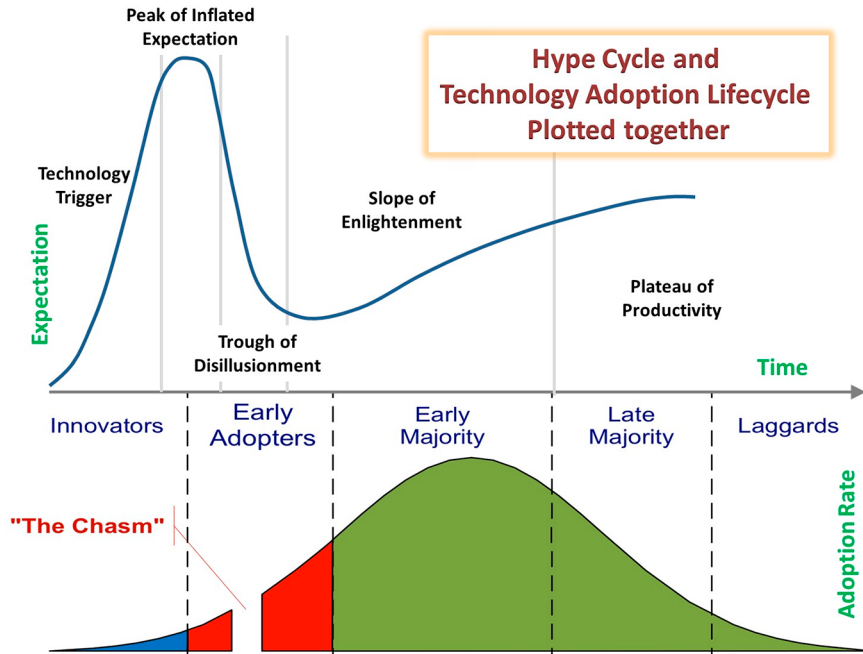 Peak of Inflated
Expectation
Hype Cycle and
Technology Adoption Lifecycle
Plotted together
Technology
Trigger
Slope of
Enlightenment
Expectation
Plateau of
Productivity
Trough of
Disillusionment
Time
Innovators
Early
Adopters
Early
Majority
Late
Majority
Laggards
"The Chasm"
Adoption Rate